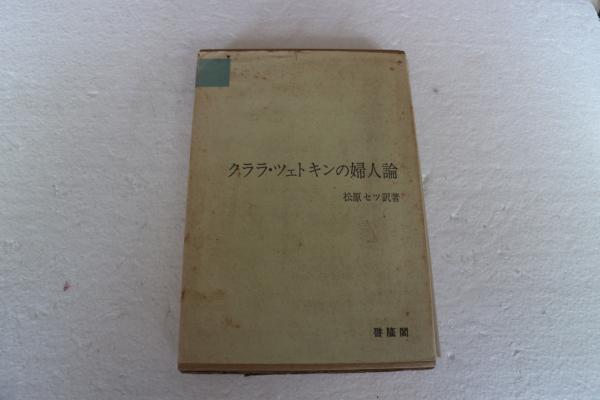 クララ・ツェトキンの婦人論
松原セツ訳著
啓隆閣